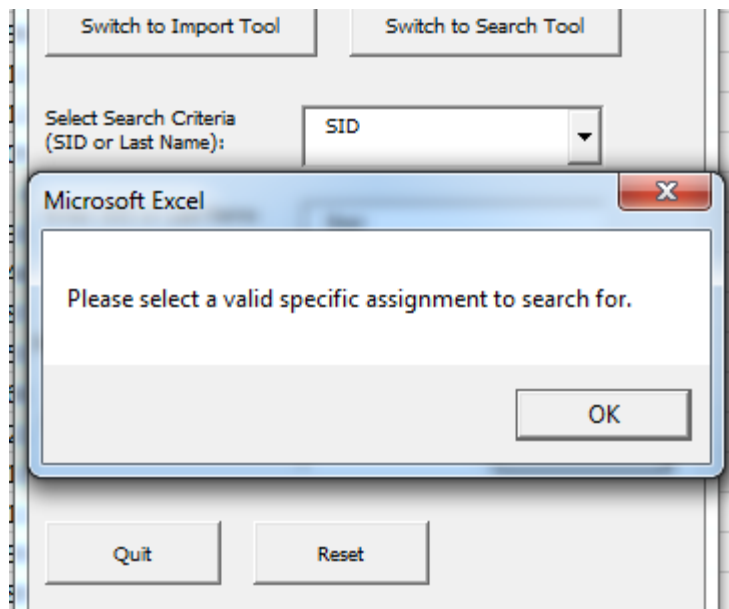 Switch to Import Tool
Switch to Search Tool
Select Search Criteria
(SID or Last Name):
SID
Microsoft Excel
Please select a valid specific assignment to search for.
OK
Quit
Reset